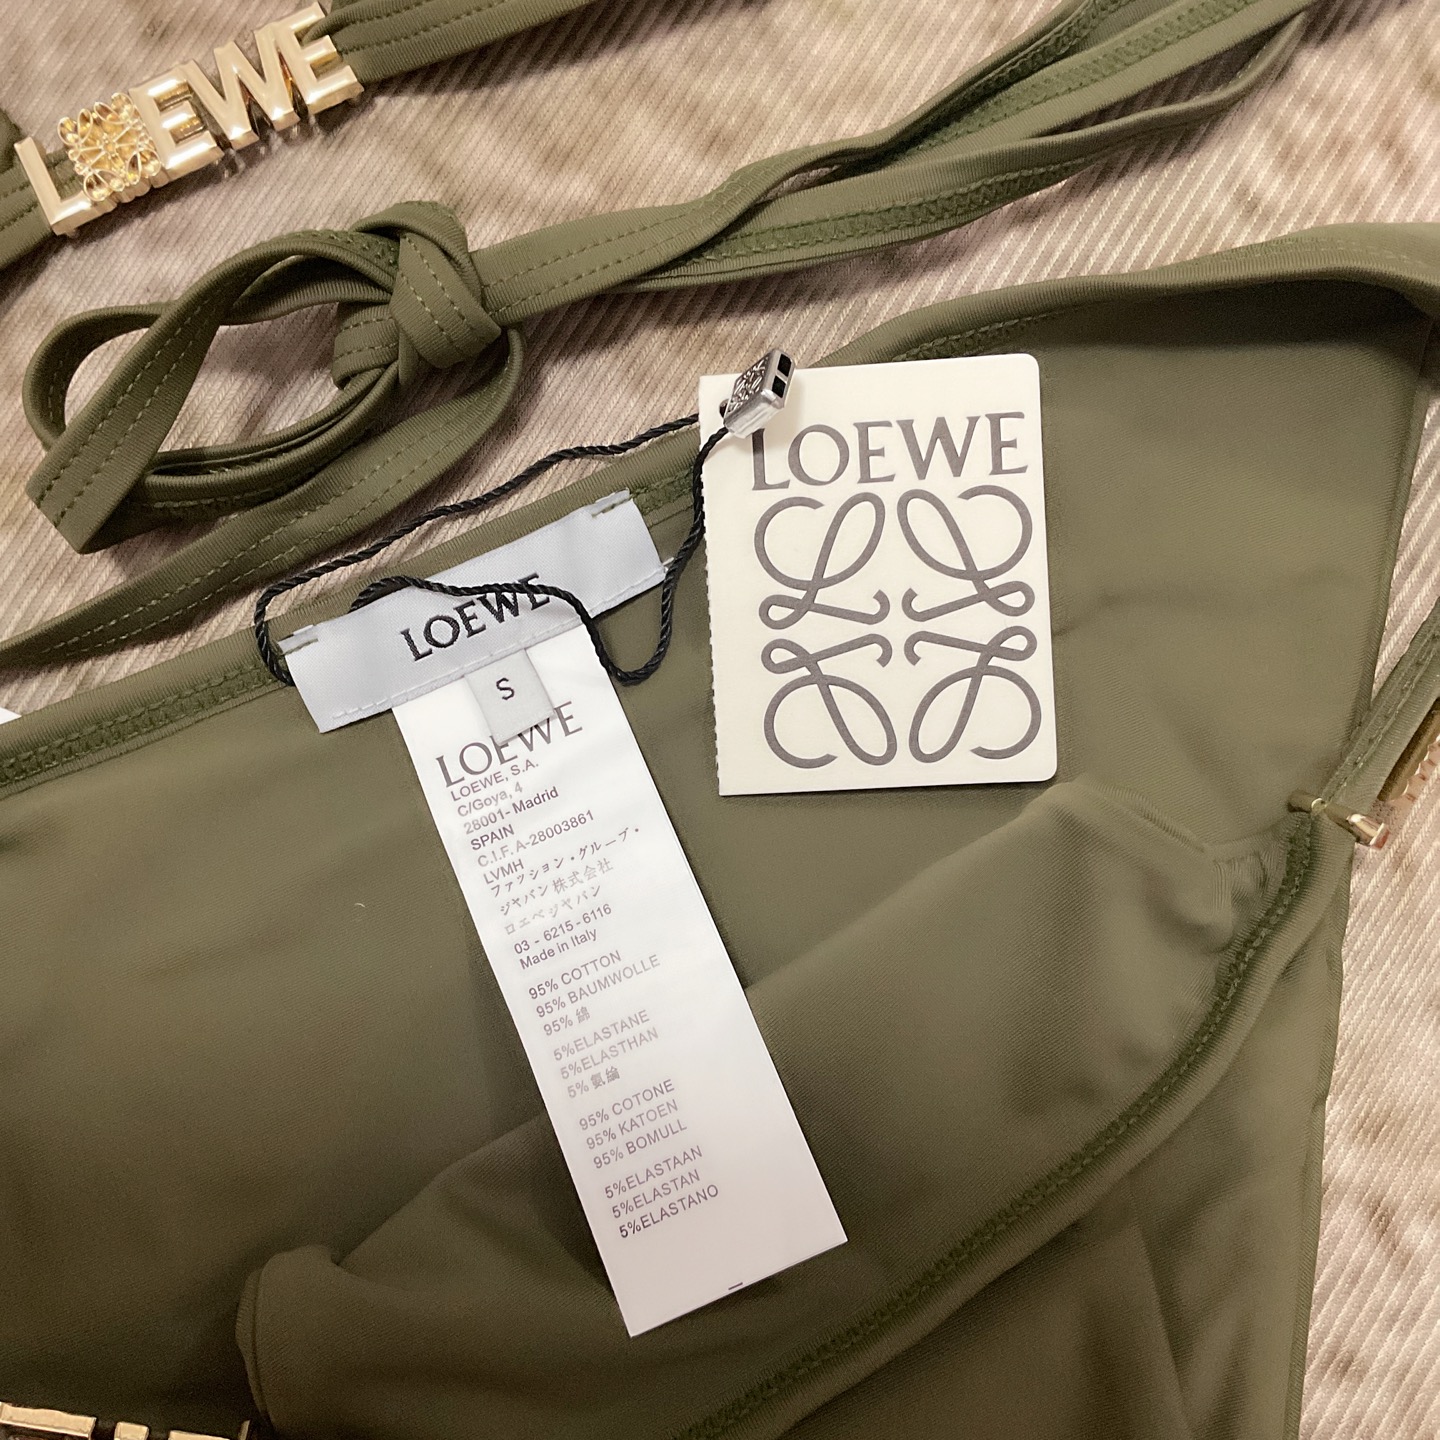 LOEWE
LOEWE
LOEWE
S
LOEWE
LOEWE, S.A.
C/Goya, 4
28001- Madrid
SPAIN
C.I.F. A-28003861
LVMH
ファッション・グループ・
ジャパン 株式会社
ロエベジャパン
03 - 6215 - 6116
Made in Italy
95% COTTON
95% BAUMWOLLE
95% 綿
5%ELASTANE
5%ELASTHAN
5% 氨綸
95% COTONE
95% KATOEN
95% BOMULL
5%ELASTAAN
5%ELASTAN
5%ELASTANO